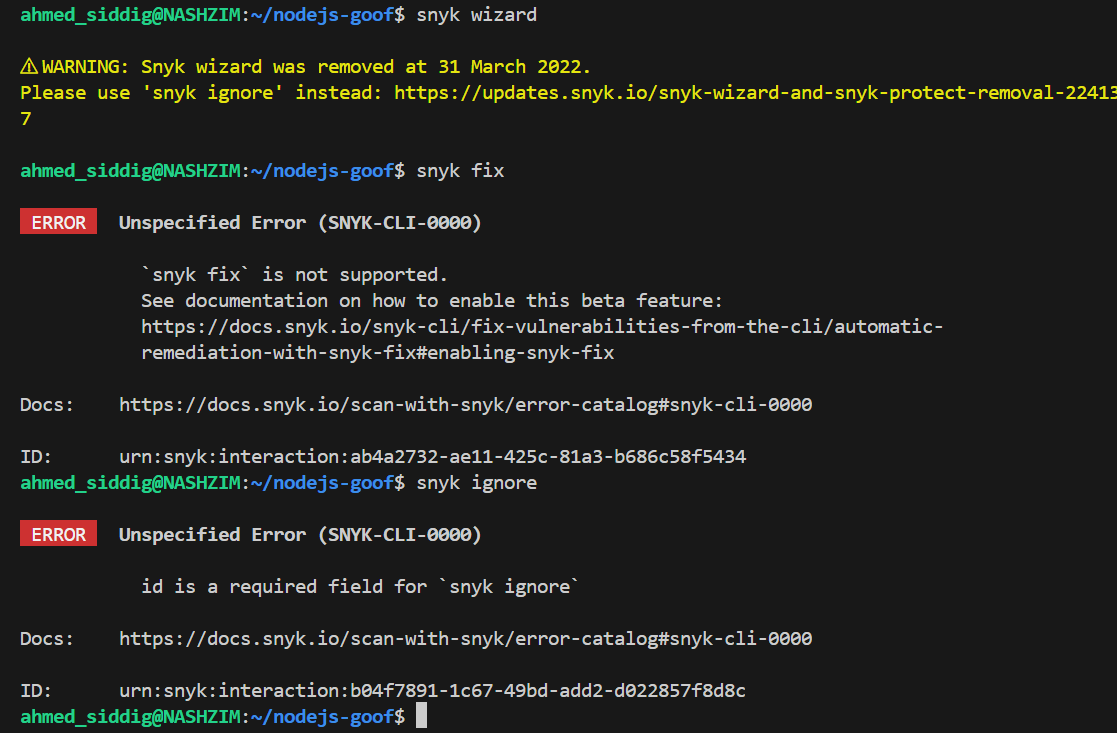 ahmed_siddig@NASHZIM:~/nodejs-goof$ snyk wizard
⚠WARNING: Snyk wizard was removed at 31 March 2022.
Please use 'snyk ignore' instead: https://updates.snyk.io/snyk-wizard-and-snyk-protect-removal-22413
7
ahmed_siddig@NASHZIM:~/nodejs-goof$ snyk fix
ERROR Unspecified Error (SNYK-CLI-0000)
`snyk fix` is not supported.
See documentation on how to enable this beta feature:
https://docs.snyk.io/snyk-cli/fix-vulnerabilities-from-the-cli/automatic-
remediation-with-snyk-fix#enabling-snyk-fix
Docs: https://docs.snyk.io/scan-with-snyk/error-catalog#snyk-cli-0000
ID: urn:snyk:interaction:ab4a2732-ae11-425c-81a3-b686c58f5434
ahmed_siddig@NASHZIM:~/nodejs-goof$ snyk ignore
ERROR Unspecified Error (SNYK-CLI-0000)
id is a required field for `snyk ignore`
Docs: https://docs.snyk.io/scan-with-snyk/error-catalog#snyk-cli-0000
ID: urn:snyk:interaction:b04f7891-1c67-49bd-add2-d022857f8d8c
ahmed_siddig@NASHZIM:~/nodejs-goof$